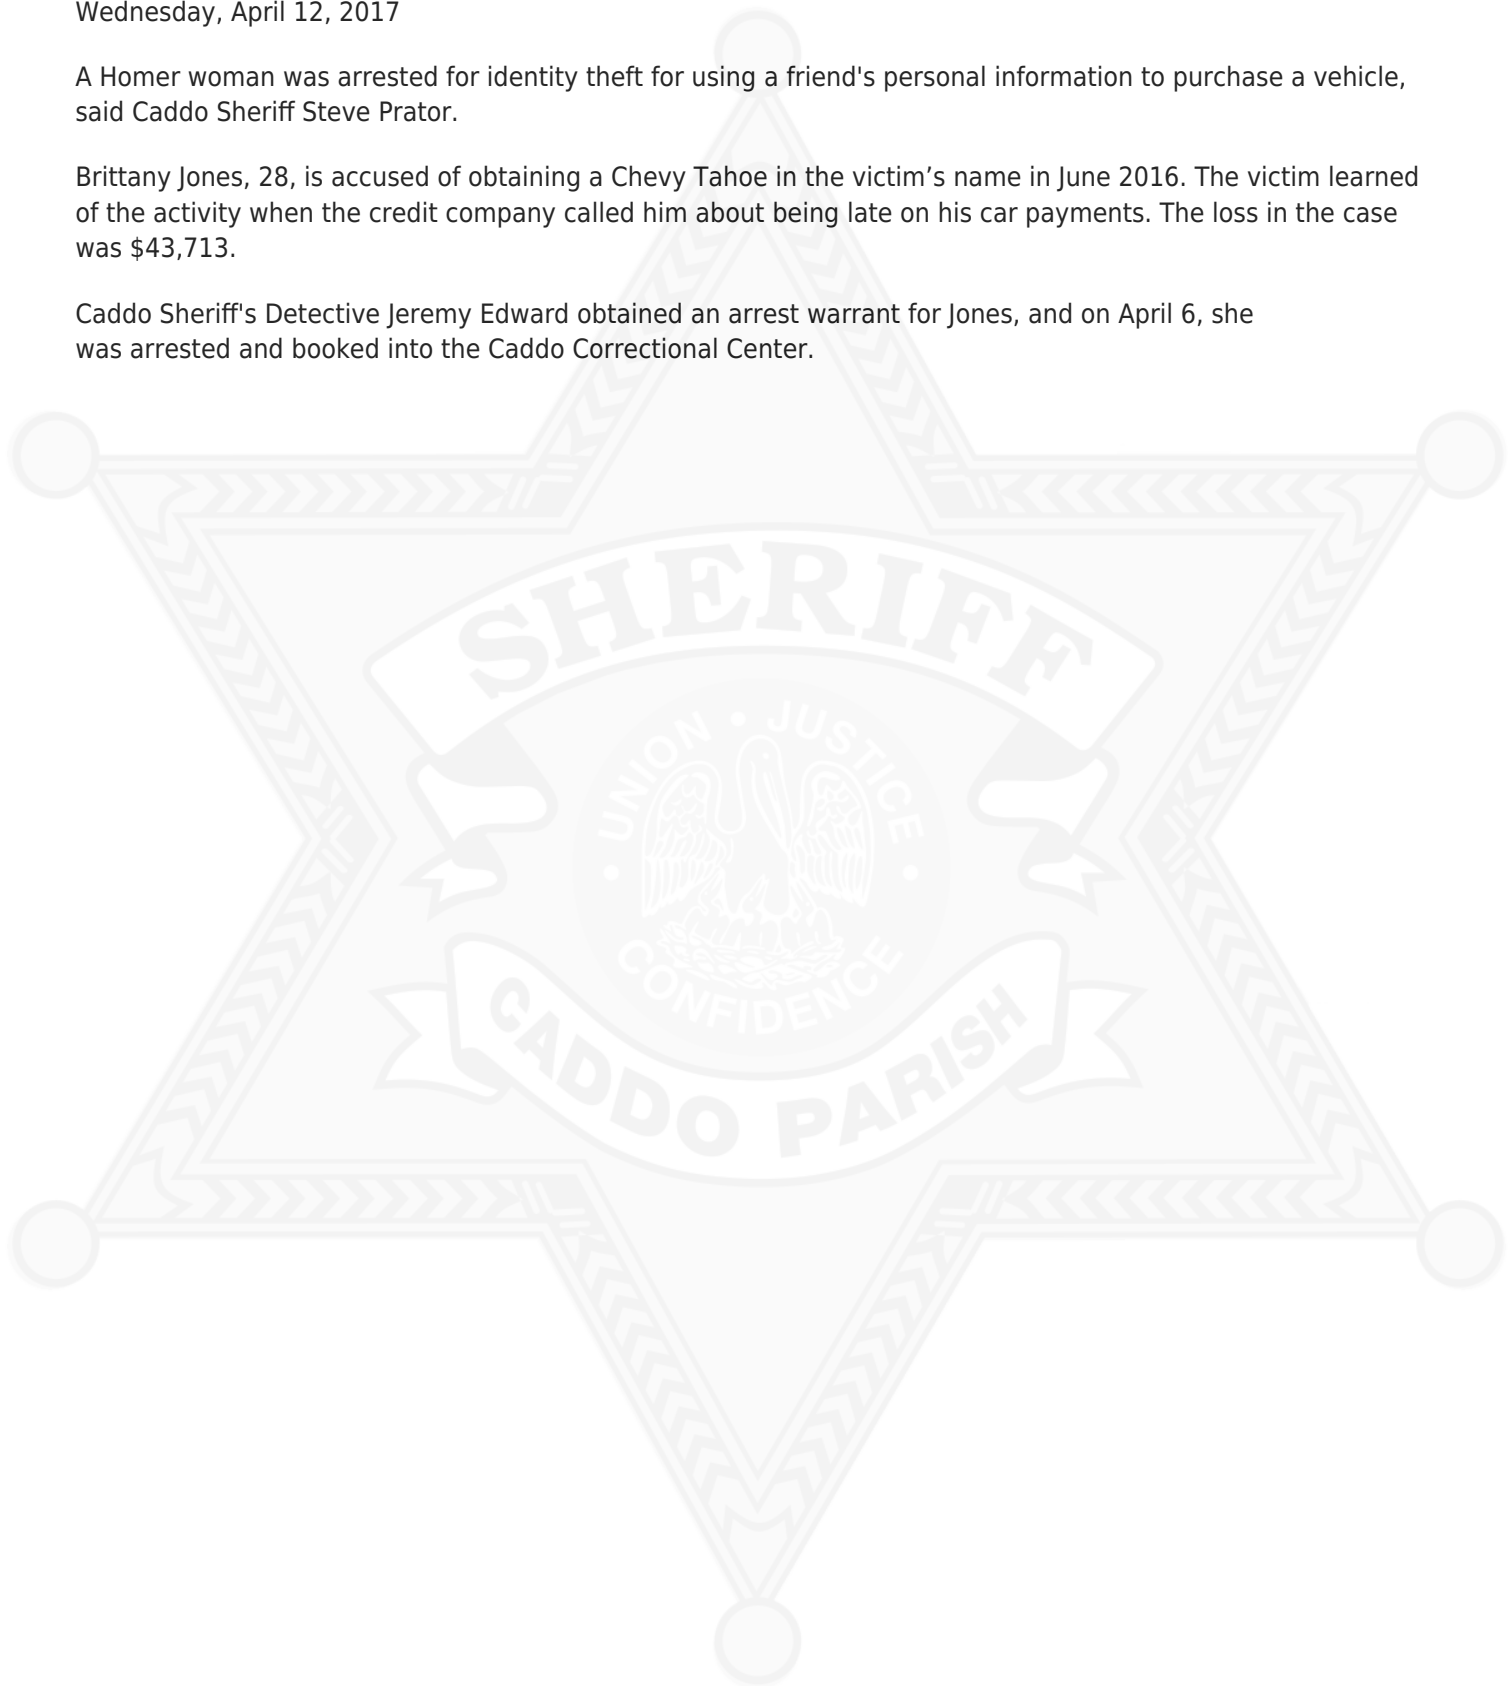 Wednesday, April 12, 2017
A Homer woman was arrested for identity theft for using a friend's personal information to purchase a vehicle,
said Caddo Sheriff Steve Prator.
Brittany Jones, 28, is accused of obtaining a Chevy Tahoe in the victim’s name in June 2016. The victim learned
of the activity when the credit company called him about being late on his car payments. The loss in the case
was $43,713.
Caddo Sheriff's Detective Jeremy Edward obtained an arrest warrant for Jones, and on April 6, she
was arrested and booked into the Caddo Correctional Center.
SHERIFF
UNION • JUSTICE
• CONFIDENCE •
CADDO PARISH